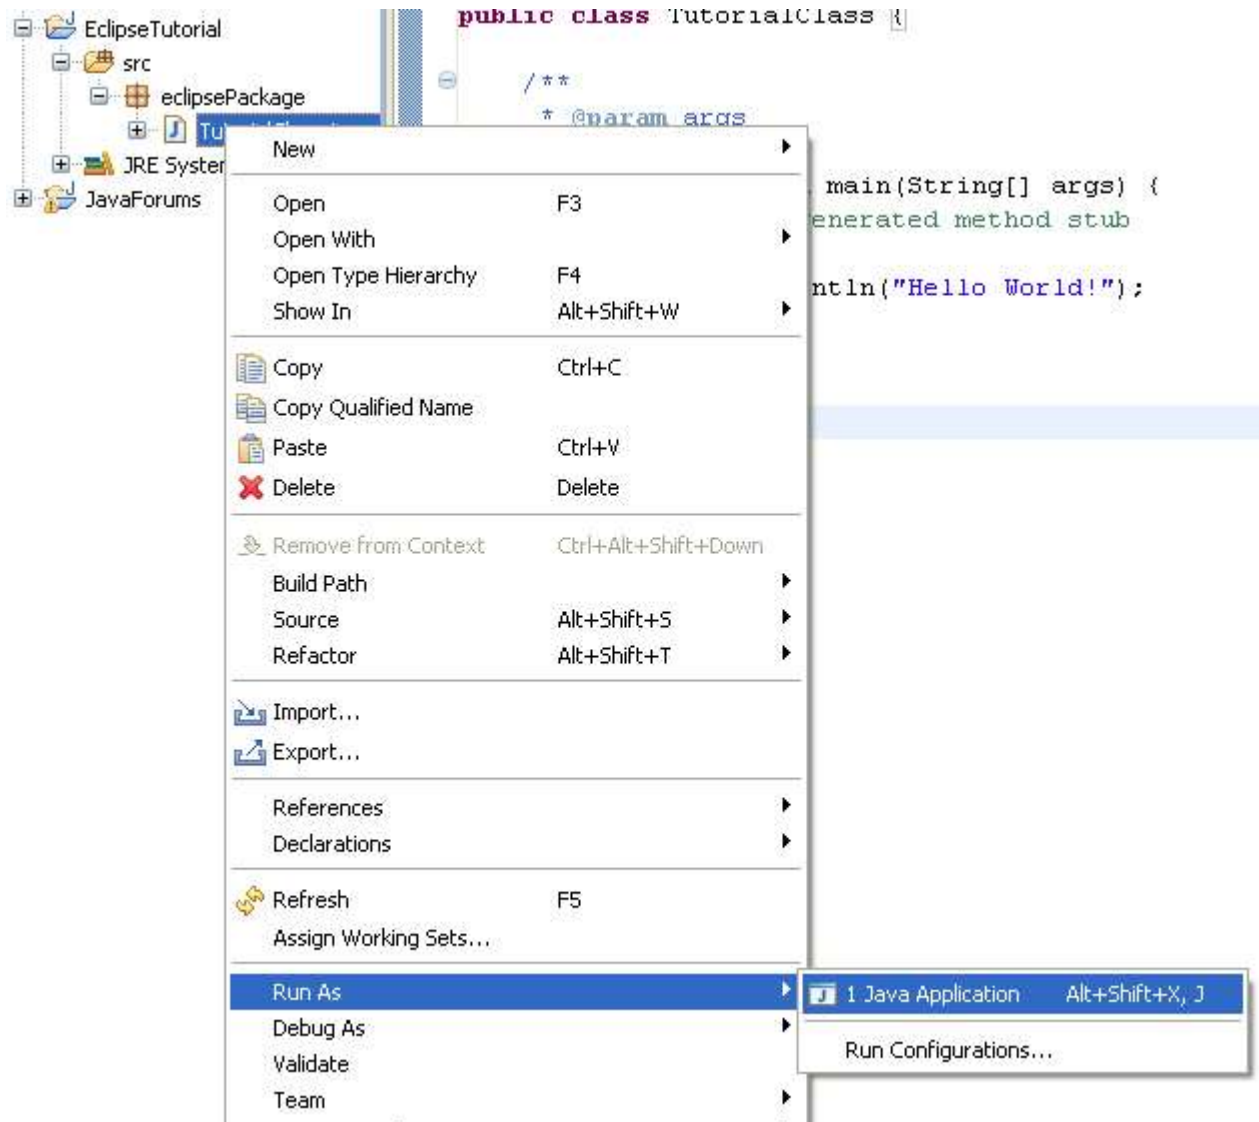 EclipseTutorial
src
eclipsePackage
JRE System
JavaForums
public class TutorialClass {
/**
* @param args
main(String[] args) {
enerated method stub
ntln("Hello World!");
New
Open F3
Open With
Open Type Hierarchy F4
Show In Alt+Shift+W
Copy Ctrl+C
Copy Qualified Name
Paste Ctrl+V
Delete Delete
Remove from Context Ctrl+Alt+Shift+Down
Build Path
Source Alt+Shift+S
Refactor Alt+Shift+T
Import...
Export...
References
Declarations
Refresh F5
Assign Working Sets...
Run As
Debug As
Validate
Team
1 Java Application Alt+Shift+X, J
Run Configurations...